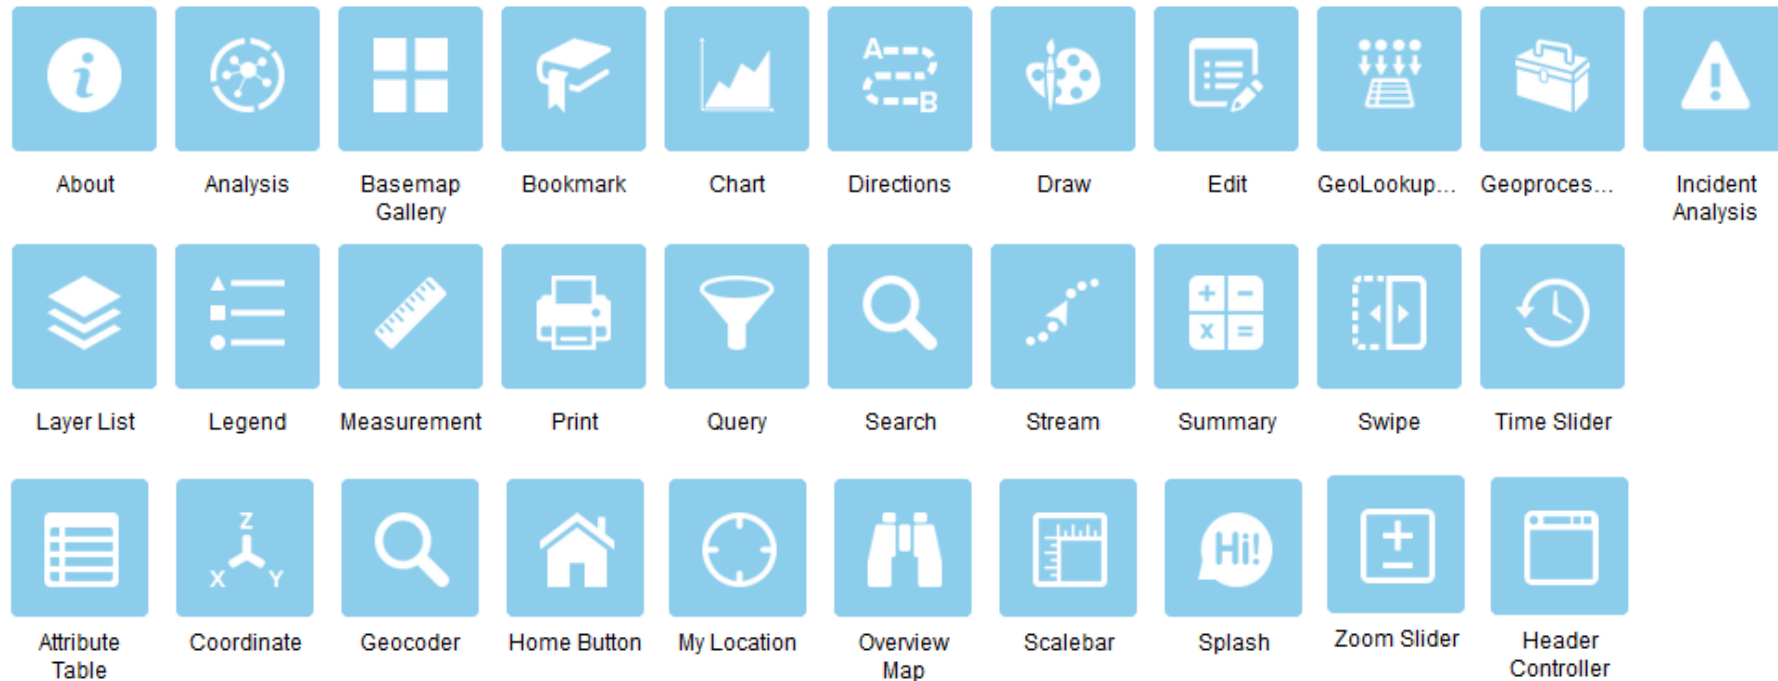 i
A
B
About
Analysis
Basemap
Gallery
Bookmark
Chart
Directions
Draw
Edit
GeoLookup...
Geoproces...
Incident
Analysis
+ −
x =
Layer List
Legend
Measurement
Print
Query
Search
Stream
Summary
Swipe
Time Slider
Z
X Y
Hi!
+
−
Attribute
Table
Coordinate
Geocoder
Home Button
My Location
Overview
Map
Scalebar
Splash
Zoom Slider
Header
Controller